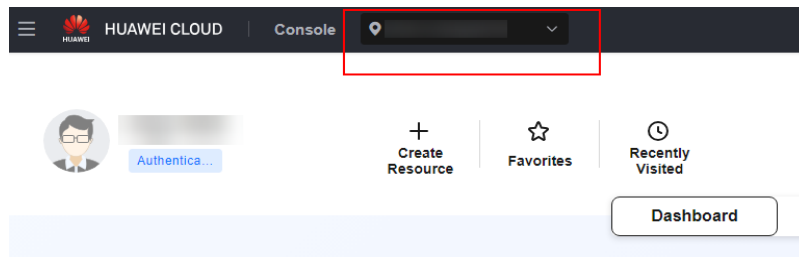 HUAWEI HUAWEI CLOUD Console
Authentica...
Create
Resource
Favorites
Recently
Visited
Dashboard